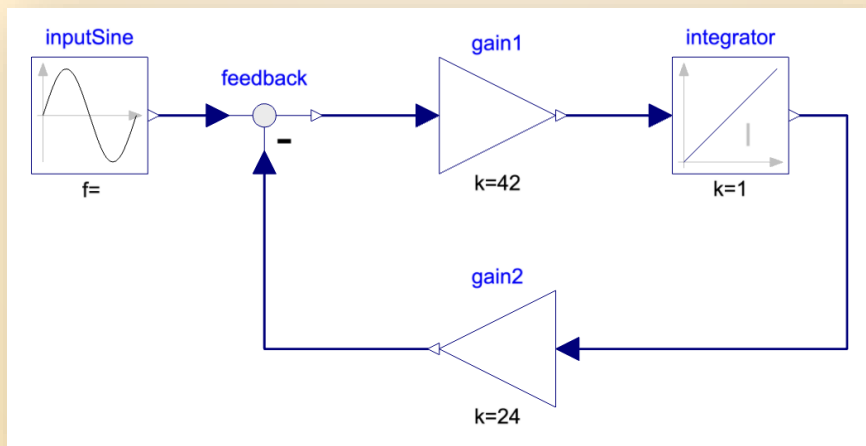 inputSine
feedback
gain1
integrator
-
f=
k=42
k=1
gain2
k=24